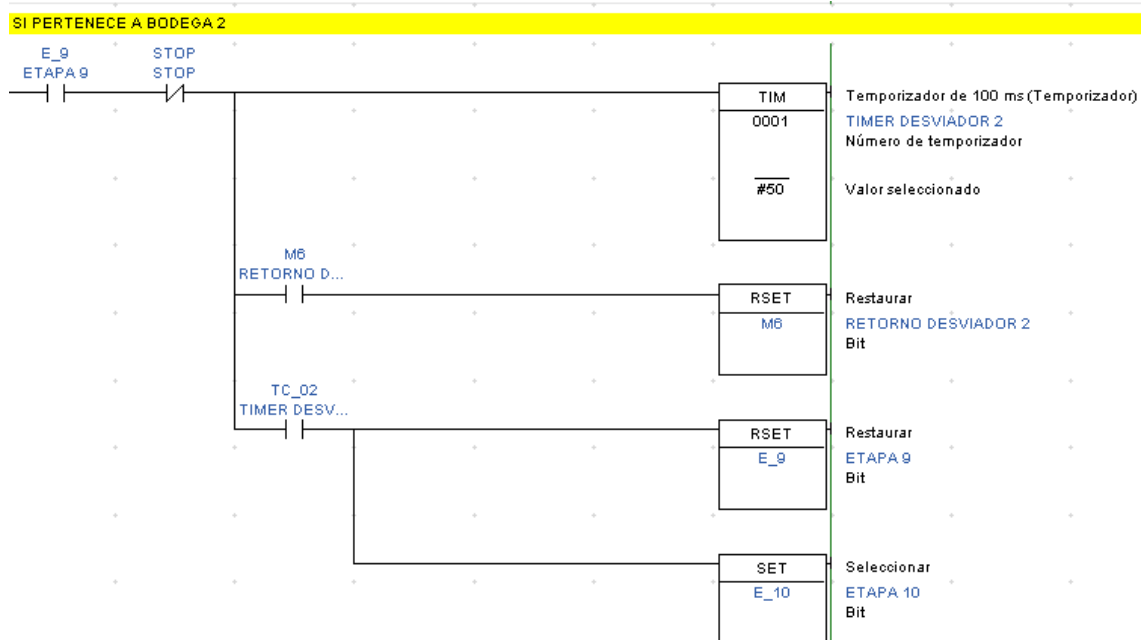 SI PERTENECE A BODEGA 2
E_9
ETAPA 9
STOP
STOP
TIM
0001
#50
Temporizador de 100 ms (Temporizador)
TIMER DESVIADOR 2
Número de temporizador
Valor seleccionado
M6
RETORNO D...
RSET
M6
Restaurar
RETORNO DESVIADOR 2
Bit
TC_02
TIMER DESV...
RSET
E_9
Restaurar
ETAPA 9
Bit
SET
E_10
Seleccionar
ETAPA 10
Bit